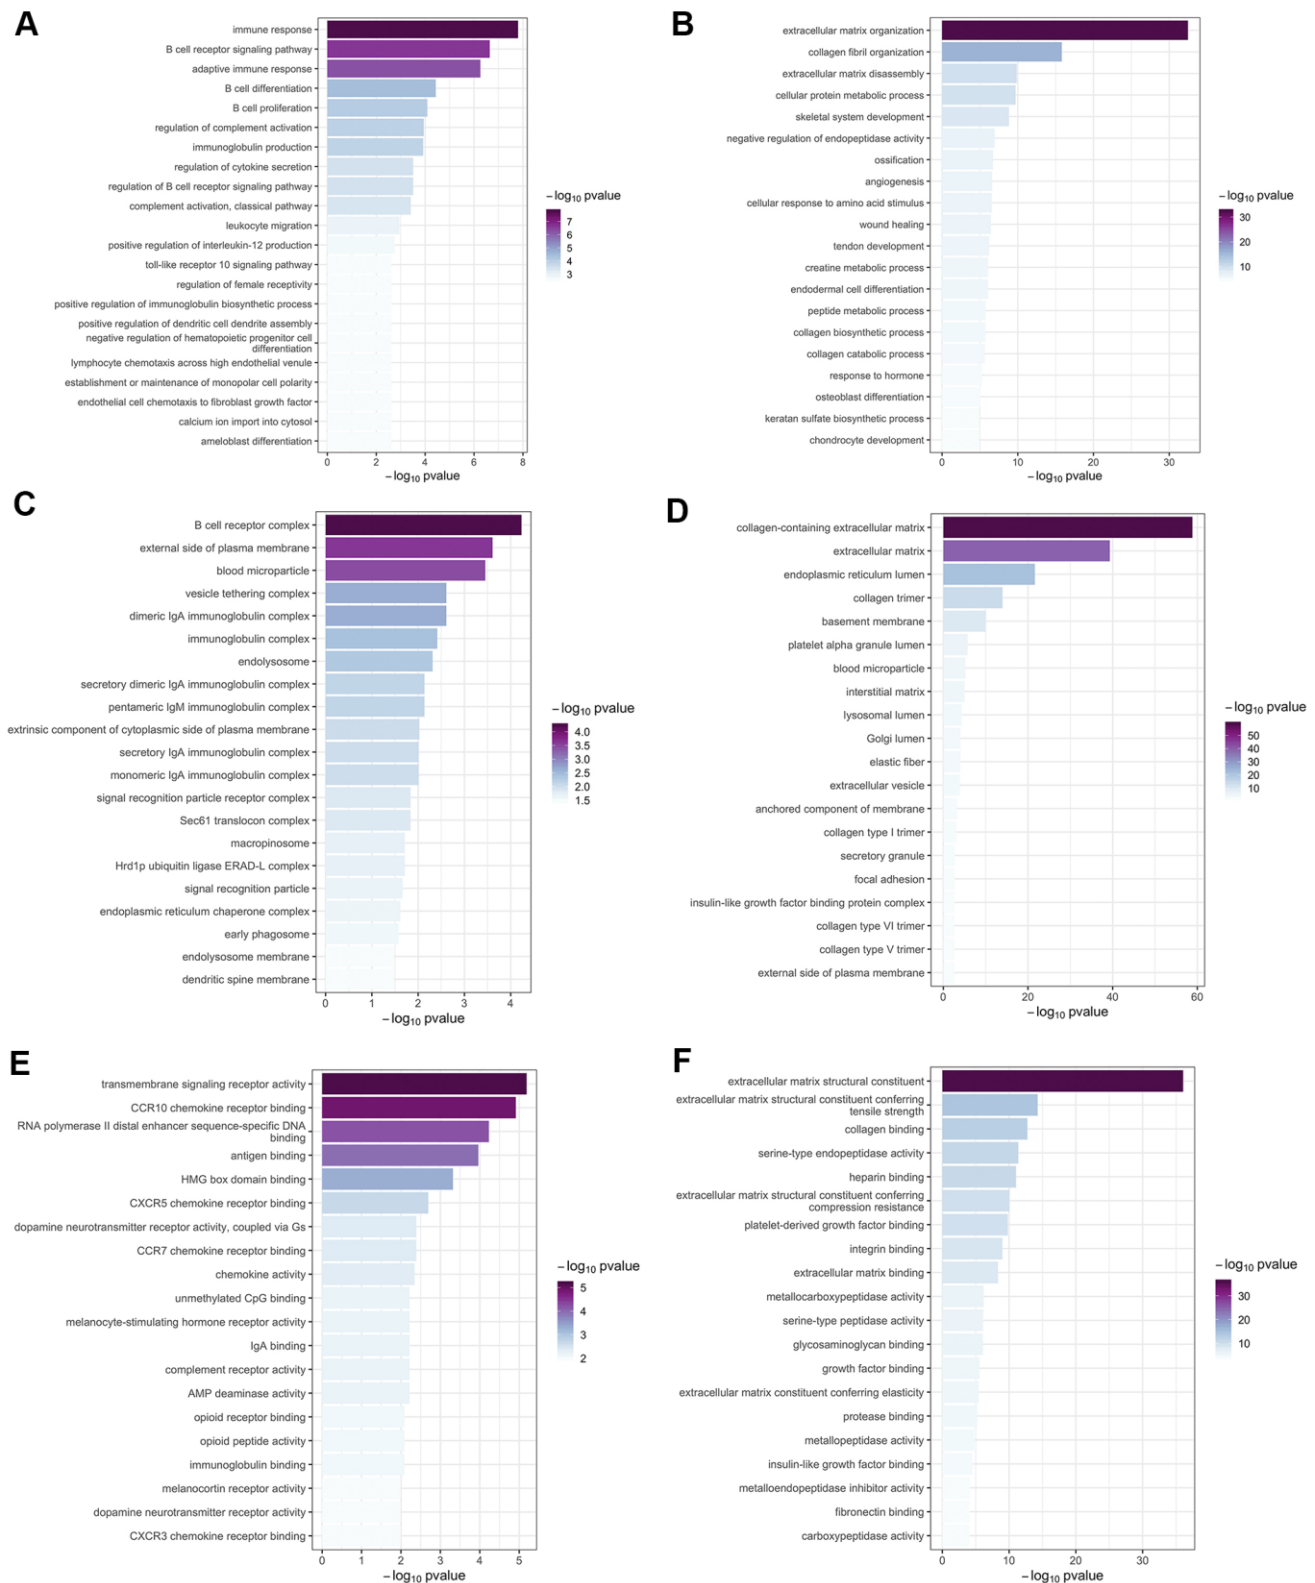 A
immune response
B cell receptor signaling pathway
adaptive immune response
B cell differentiation
B cell proliferation
regulation of complement activation
immunoglobulin production
regulation of cytokine secretion
regulation of B cell receptor signaling pathway
complement activation, classical pathway
leukocyte migration
positive regulation of interleukin-12 production
toll-like receptor 10 signaling pathway
regulation of female receptivity
positive regulation of immunoglobulin biosynthetic process
positive regulation of dendritic cell dendrite assembly
negative regulation of hematopoietic progenitor cell
differentiation
lymphocyte chemotaxis across high endothelial venule
establishment or maintenance of monopolar cell polarity
endothelial cell chemotaxis to fibroblast growth factor
calcium ion import into cytosol
ameloblast differentiation
0 2 4 6 8
−log10 pvalue
−log10 pvalue
7
6
5
4
3
B
extracellular matrix organization
collagen fibril organization
extracellular matrix disassembly
cellular protein metabolic process
skeletal system development
negative regulation of endopeptidase activity
ossification
angiogenesis
cellular response to amino acid stimulus
wound healing
tendon development
creatine metabolic process
endodermal cell differentiation
peptide metabolic process
collagen biosynthetic process
collagen catabolic process
response to hormone
osteoblast differentiation
keratan sulfate biosynthetic process
chondrocyte development
0 10 20 30
−log10 pvalue
−log10 pvalue
30
20
10
C
B cell receptor complex
external side of plasma membrane
blood microparticle
vesicle tethering complex
dimeric IgA immunoglobulin complex
immunoglobulin complex
endolysosome
secretory dimeric IgA immunoglobulin complex
pentameric IgM immunoglobulin complex
extrinsic component of cytoplasmic side of plasma membrane
secretory IgA immunoglobulin complex
monomeric IgA immunoglobulin complex
signal recognition particle receptor complex
Sec61 translocon complex
macropinosome
Hrd1p ubiquitin ligase ERAD-L complex
signal recognition particle
endoplasmic reticulum chaperone complex
early phagosome
endolysosome membrane
dendritic spine membrane
0 1 2 3 4
−log10 pvalue
−log10 pvalue
4.0
3.5
3.0
2.5
2.0
1.5
D
collagen-containing extracellular matrix
extracellular matrix
endoplasmic reticulum lumen
collagen trimer
basement membrane
platelet alpha granule lumen
blood microparticle
interstitial matrix
lysosomal lumen
Golgi lumen
elastic fiber
extracellular vesicle
anchored component of membrane
collagen type I trimer
secretory granule
focal adhesion
insulin-like growth factor binding protein complex
collagen type VI trimer
collagen type V trimer
external side of plasma membrane
0 20 40 60
−log10 pvalue
−log10 pvalue
50
40
30
20
10
E
transmembrane signaling receptor activity
CCR10 chemokine receptor binding
RNA polymerase II distal enhancer sequence-specific DNA
binding
antigen binding
HMG box domain binding
CXCR5 chemokine receptor binding
dopamine neurotransmitter receptor activity, coupled via Gs
CCR7 chemokine receptor binding
chemokine activity
unmethylated CpG binding
melanocyte-stimulating hormone receptor activity
IgA binding
complement receptor activity
AMP deaminase activity
opioid receptor binding
opioid peptide activity
immunoglobulin binding
melanocortin receptor activity
dopamine neurotransmitter receptor activity
CXCR3 chemokine receptor binding
0 1 2 3 4 5
−log10 pvalue
−log10 pvalue
5
4
3
2
F
extracellular matrix structural constituent
extracellular matrix structural constituent conferring
tensile strength
collagen binding
serine-type endopeptidase activity
heparin binding
extracellular matrix structural constituent conferring
compression resistance
platelet-derived growth factor binding
integrin binding
extracellular matrix binding
metallocarboxypeptidase activity
serine-type peptidase activity
glycosaminoglycan binding
growth factor binding
extracellular matrix constituent conferring elasticity
protease binding
metallopeptidase activity
insulin-like growth factor binding
metalloendopeptidase inhibitor activity
fibronectin binding
carboxypeptidase activity
0 10 20 30
−log10 pvalue
−log10 pvalue
30
20
10